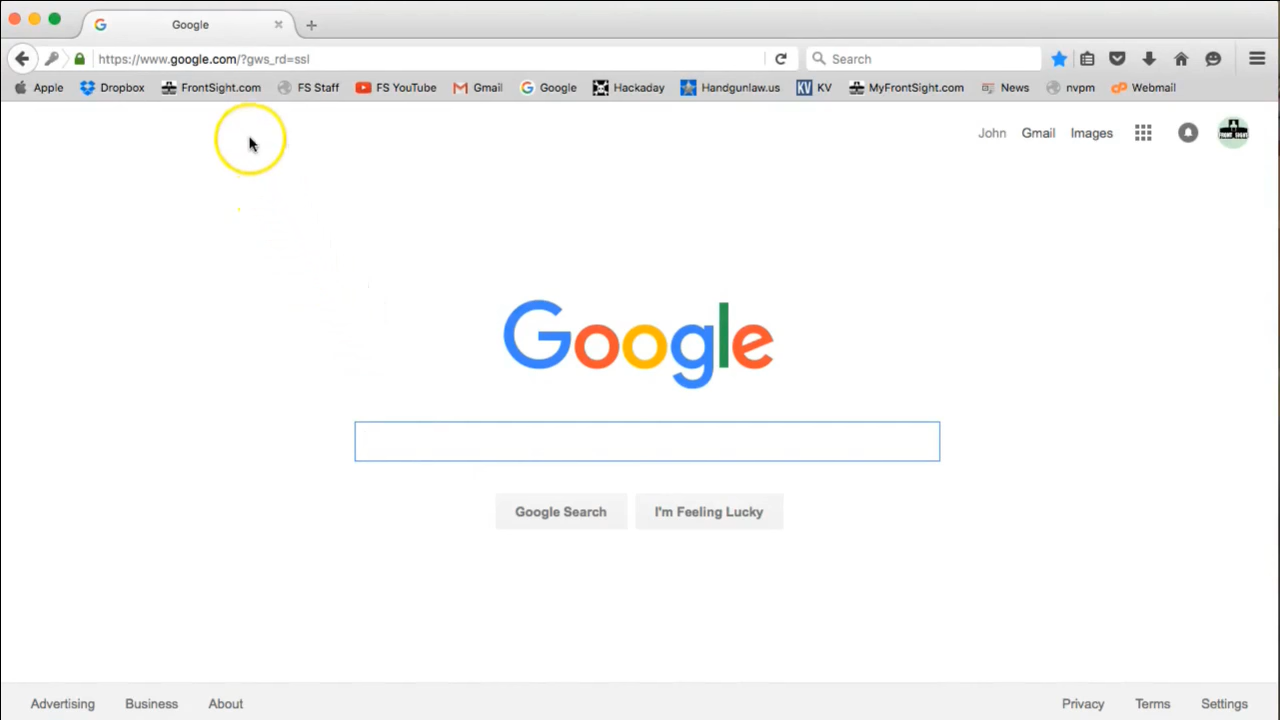 Google
https://www.google.com/?gws_rd=ssl Search
Apple Dropbox FrontSight.com FS Staff FS YouTube Gmail Google Hackaday Handgunlaw.us KV KV MyFrontSight.com News nvpm Webmail
John Gmail Images
Google
Google Search I'm Feeling Lucky
Advertising Business About Privacy Terms Settings